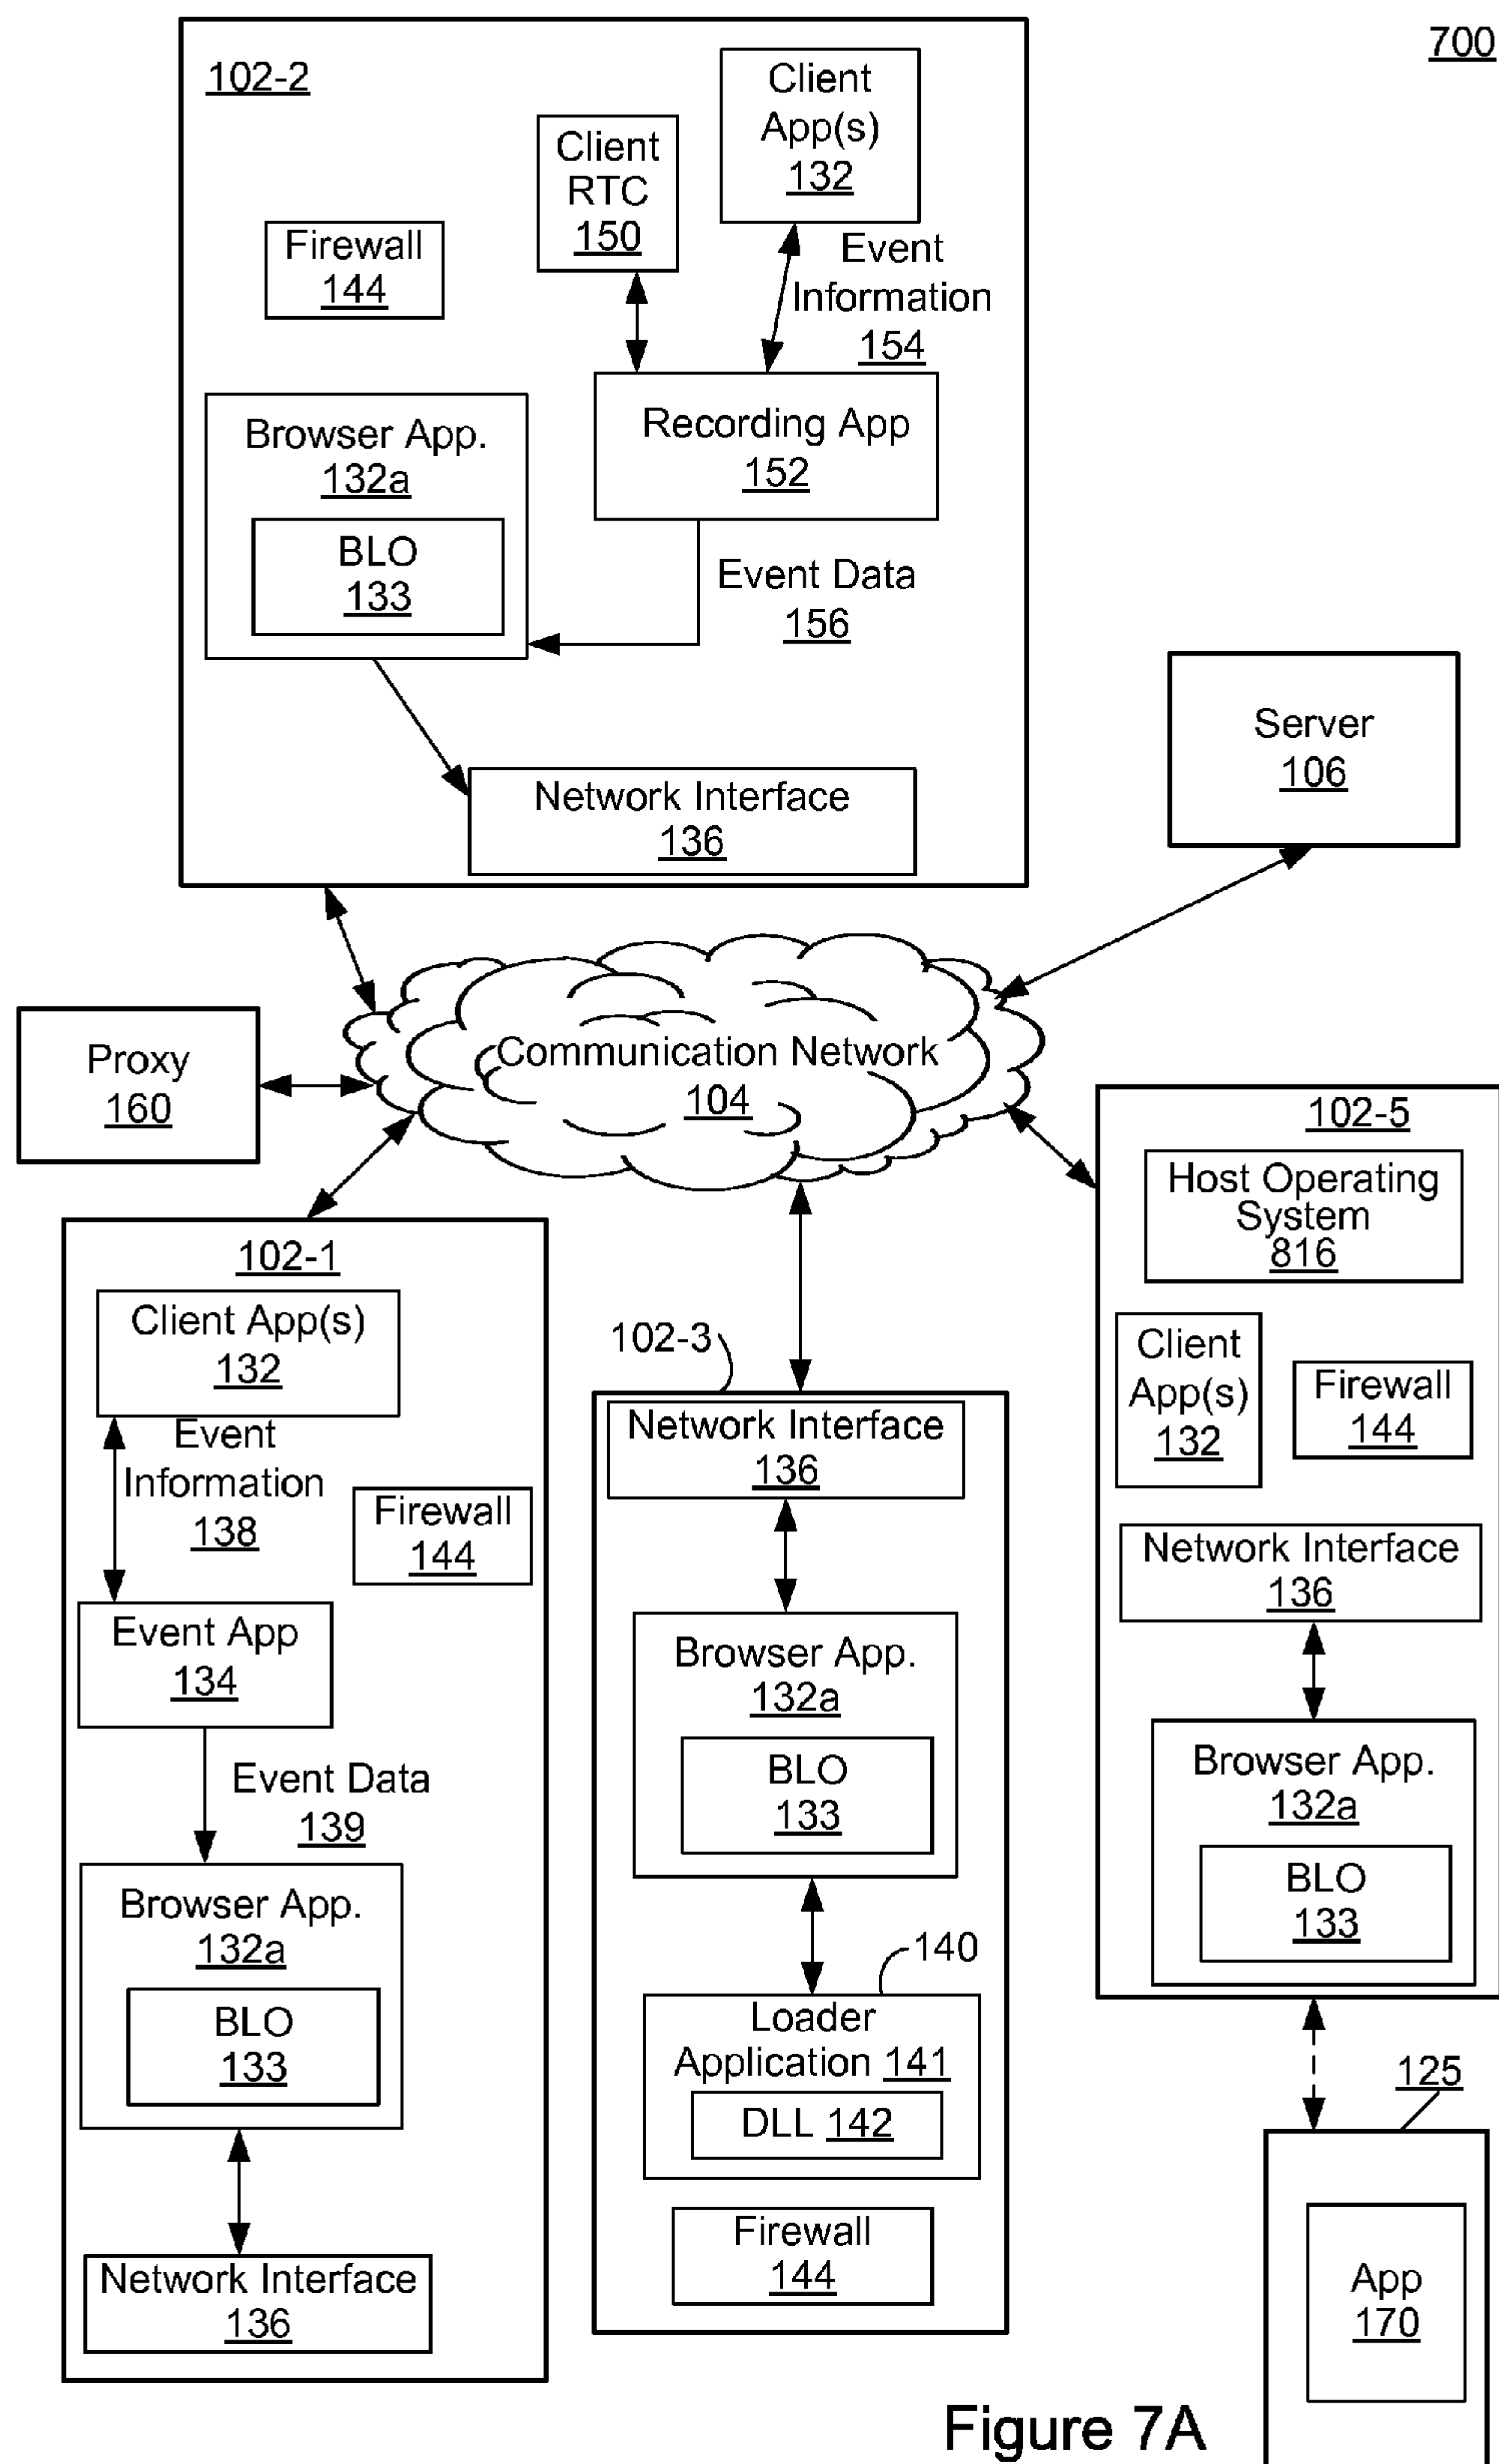 700
102-2
Client
App(s)
132
Client
RTC
150
Firewall
144
Event
Information
154
Browser App.
132a
BLO
133
Recording App
152
Event Data
156
Network Interface
136
Server
106
Communication Network
104
Proxy
160
102-1
Client App(s)
132
Event
Information
138
Firewall
144
Event App
134
Event Data
139
Browser App.
132a
BLO
133
Network Interface
136
102-3
Network Interface
136
Browser App.
132a
BLO
133
140
Loader
Application 141
DLL 142
Firewall
144
102-5
Host Operating
System
816
Client
App(s)
132
Firewall
144
Network Interface
136
Browser App.
132a
BLO
133
125
App
170
Figure 7A